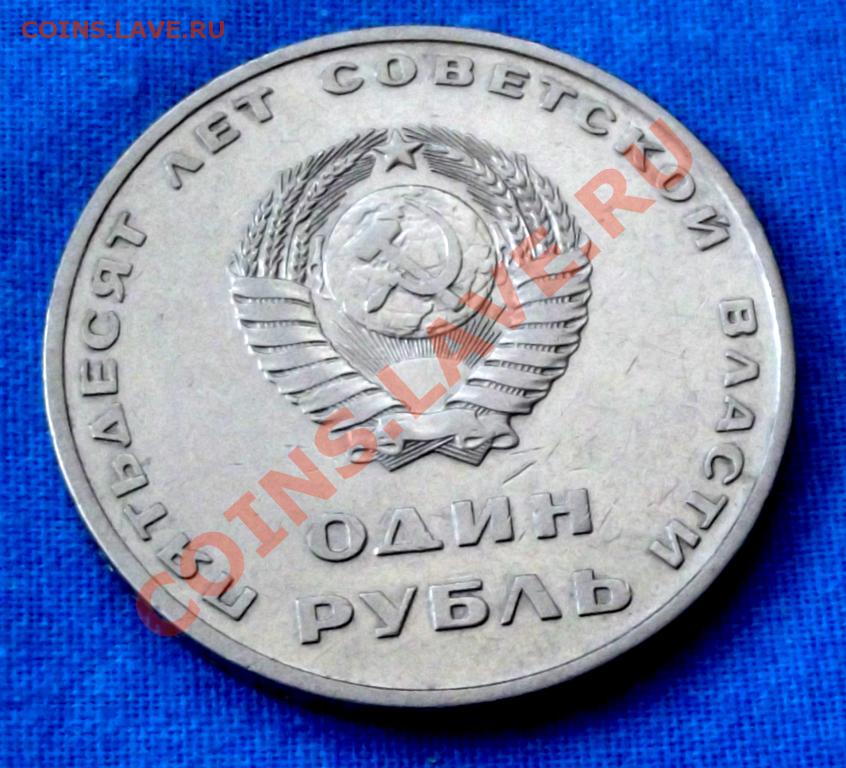 COINS.LAVE.RU
ПЯТЬДЕСЯТ ЛЕТ СОВЕТСКОЙ ВЛАСТИ
ОДИН
РУБЛЬ
COINS.LAVE.RU